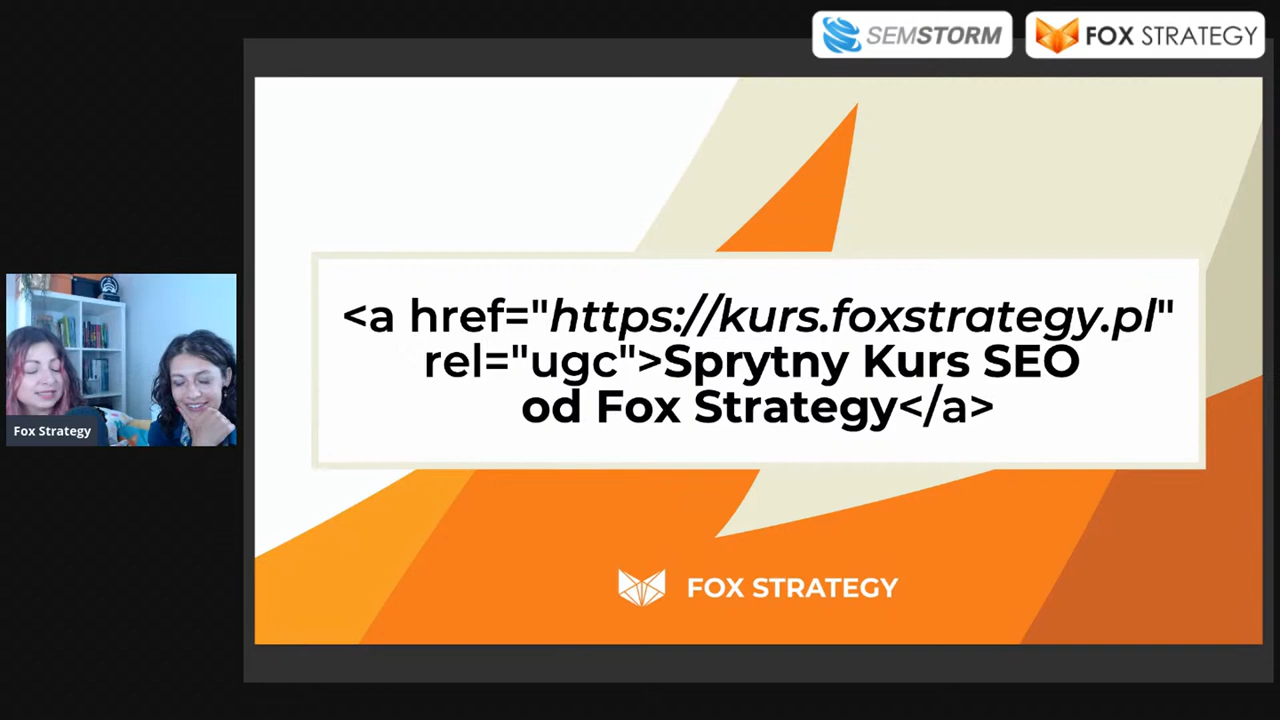 SEMSTORM
FOX STRATEGY
<a href="https://kurs.foxstrategy.pl"
rel="ugc">Sprytny Kurs SEO
od Fox Strategy</a>
Fox Strategy
FOX STRATEGY